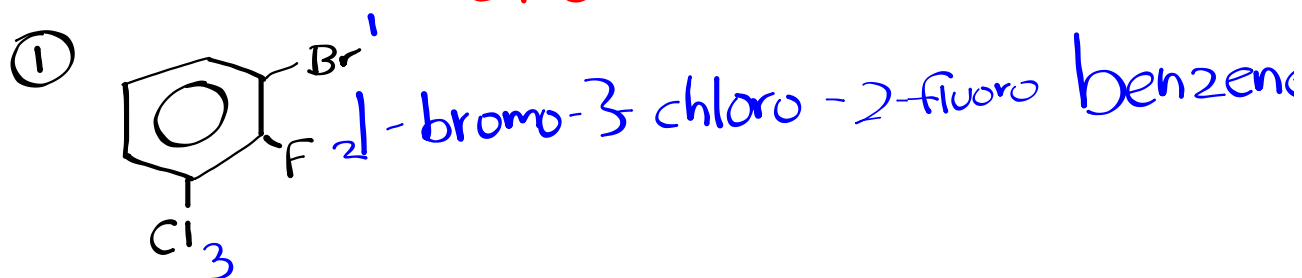 ① Br 1
F 2 1-bromo-3 chloro-2-fluoro benzene
Cl 3